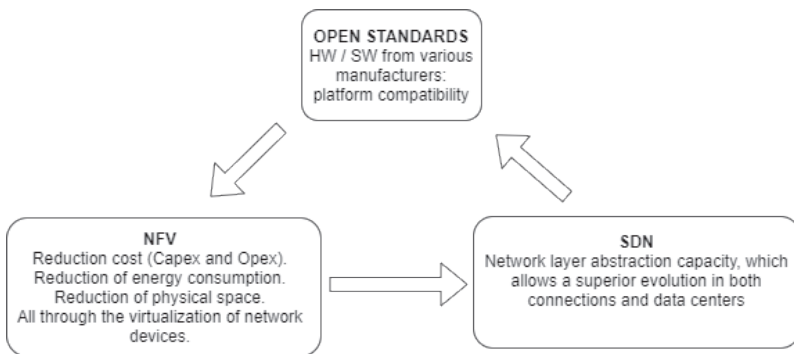 OPEN STANDARDS
HW / SW from various
manufacturers:
platform compatibility
NFV
Reduction cost (Capex and Opex).
Reduction of energy consumption.
Reduction of physical space.
All through the virtualization of network
devices.
SDN
Network layer abstraction capacity, which
allows a superior evolution in both
connections and data centers